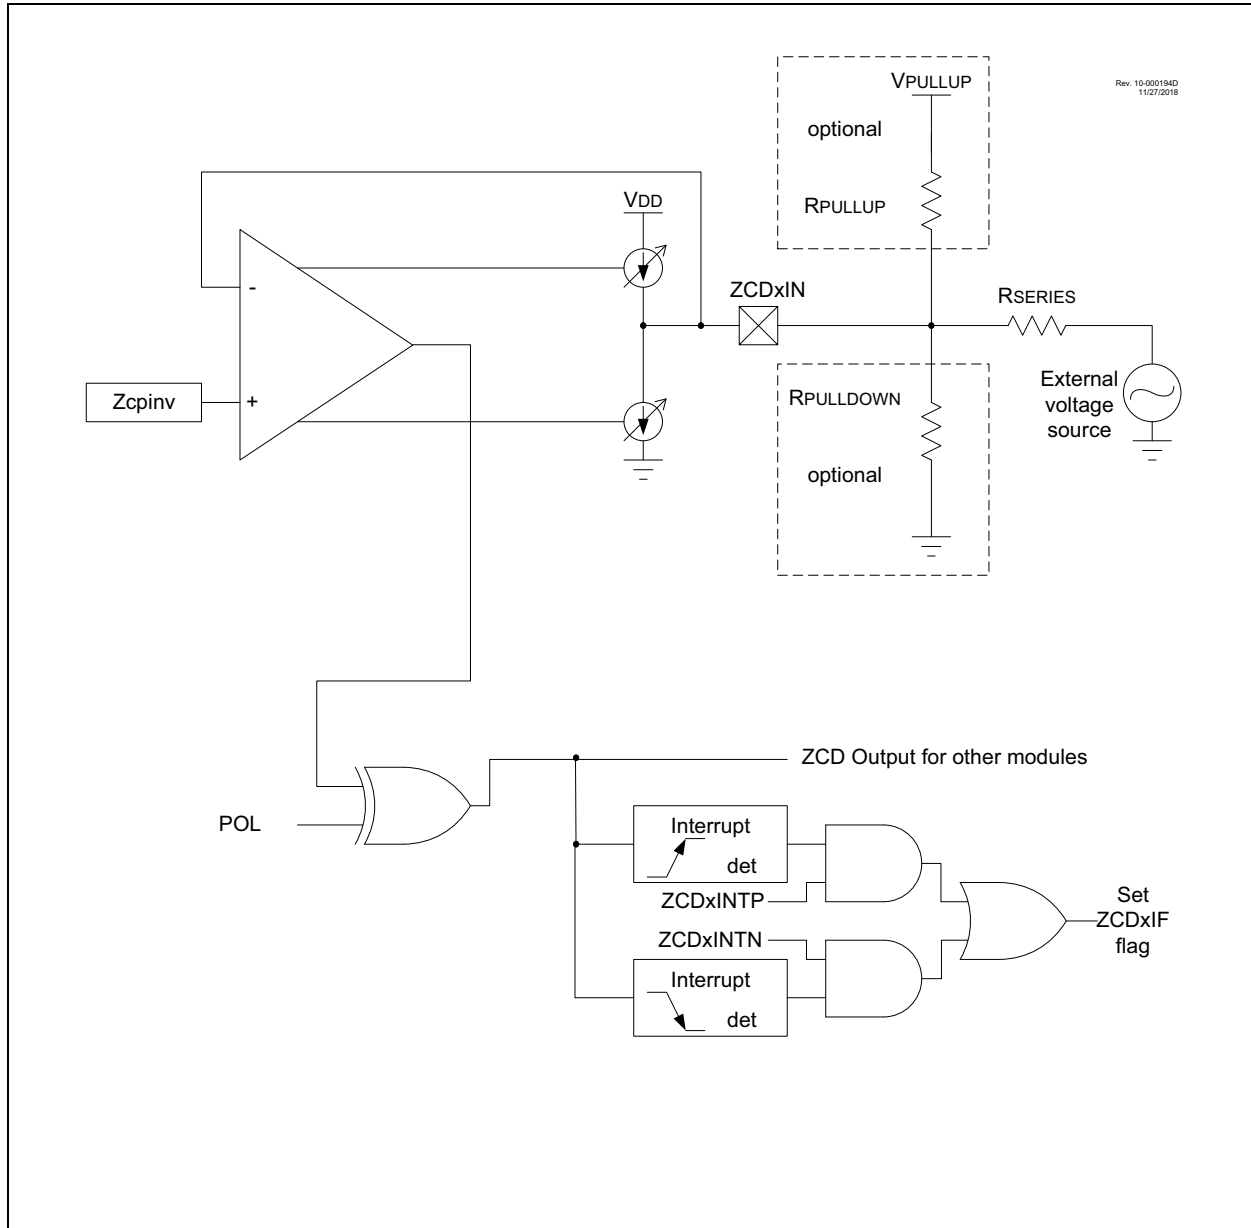 Rev. 10-000194D
11/27/2018
VPULLUP
optional
RPULLUP
VDD
ZCDxIN
RSERIES
-
+
Zcpinv
External
voltage
source
RPULLDOWN
optional
ZCD Output for other modules
POL
Interrupt
det
ZCDxINTP
ZCDxINTN
Interrupt
det
Set
ZCDxIF
flag